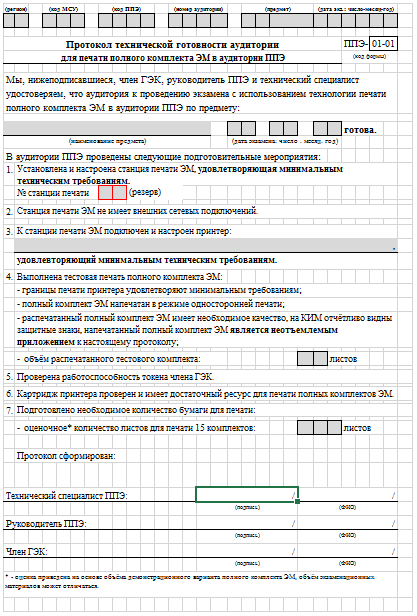 (регион) (код МСУ) (код ППЭ) (номер аудитории) (предмет) (дата экз.: число-месяц-год)
Протокол технической готовности аудитории
для печати полного комплекта ЭМ в аудитории ППЭ
ППЭ- 01-01
(код формы)
Мы, нижеподписавшиеся, член ГЭК, руководитель ППЭ и технический специалист
удостоверяем, что аудитория к проведению экзамена с использованием технологии печати
полного комплекта ЭМ в аудитории ППЭ по предмету:
готова.
(наименование предмета) (дата экзамена: число - месяц- год)
В аудитории ППЭ проведены следующие подготовительные мероприятия:
1. Установлена и настроена станция печати ЭМ, удовлетворяющая минимальным
техническим требованиям.
№ станции печати (резерв)
2. Станция печати ЭМ не имеет внешних сетевых подключений.
3. К станции печати ЭМ подключен и настроен принтер:
,
удовлевторяющий минимальным техническим требованиям.
4. Выполнена тестовая печать полного комплекта ЭМ:
- границы печати принтера удовлетворяют минимальным требованиям;
- полный комплект ЭМ напечатан в режиме односторонней печати;
- распечатанный полный комплект ЭМ имеет необходимое качество, на КИМ отчётливо видны
защитные знаки, напечатанный полный комплект ЭМ является неотъемлемым
приложением к настоящему протоколу;
- объём распечатанного тестового комплекта: листов
5. Проверена работоспособность токена члена ГЭК.
6. Картридж принтера проверен и имеет достаточный ресурс для печати полных комплектов ЭМ.
7. Подготовлено необходимое количество бумаги для печати:
- оценочное* количество листов для печати 15 комплектов: листов
Протокол сформирован:
Технический специалист ППЭ: / /
(подпись) (ФИО)
Руководитель ППЭ: / /
(подпись) (ФИО)
Член ГЭК: / /
(подпись) (ФИО)
* - оценка приведена на основе объёма демонстрационного варианта полного комплекта ЭМ, объём экзаменационных
материалов может отличаться.